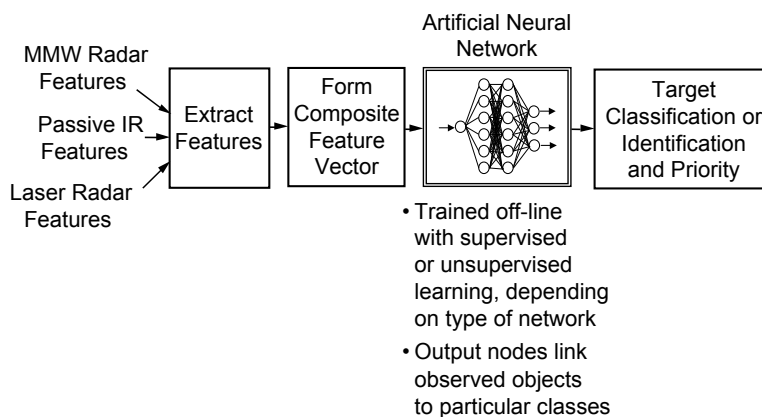 MMW Radar
Features
Passive IR
Features
Laser Radar
Features
Extract
Features
Form
Composite
Feature
Vector
Artificial Neural
Network
Target
Classification or
Identification
and Priority
• Trained off-line
with supervised
or unsupervised
learning, depending
on type of network
• Output nodes link
observed objects
to particular classes